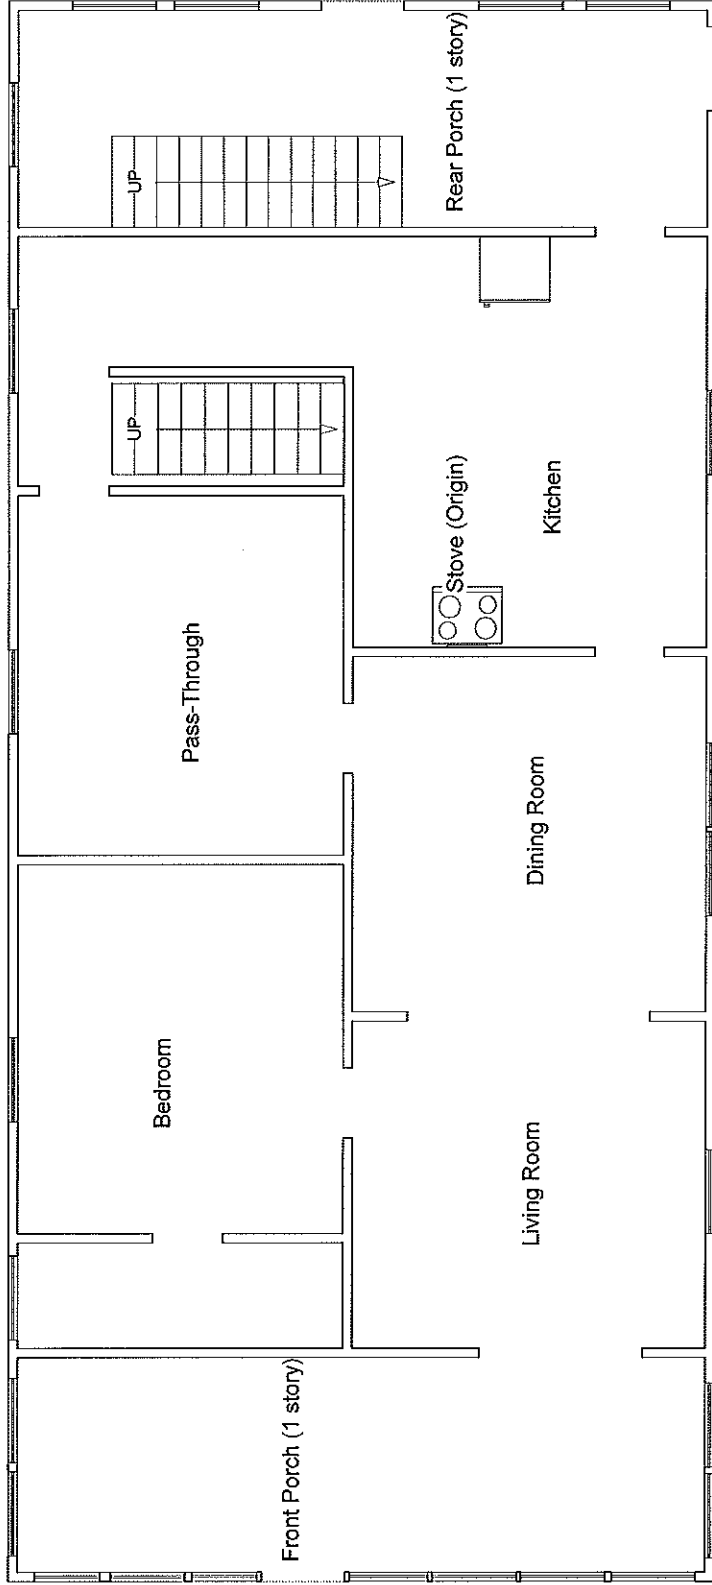 Rear Porch (1 story)
UP
UP
Stove (Origin)
Kitchen
Pass-Through
Dining Room
Bedroom
Living Room
Front Porch (1 story)